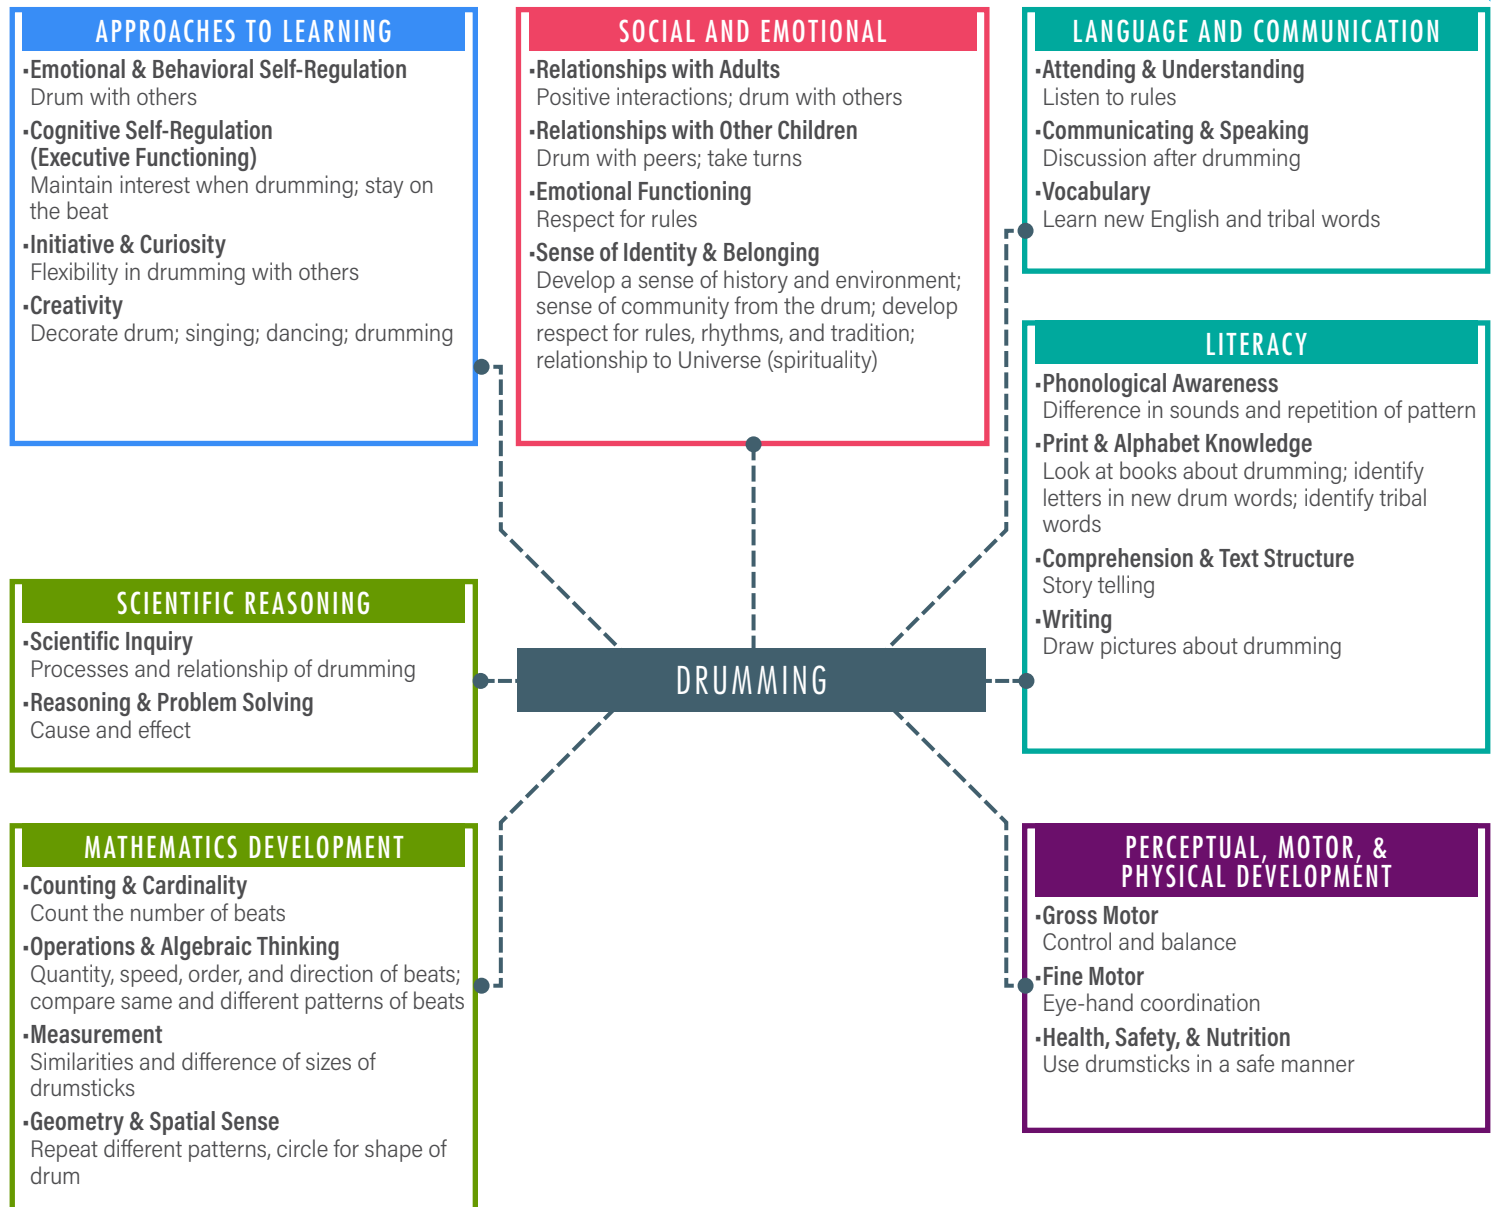 APPROACHES TO LEARNING
▪Emotional & Behavioral Self-Regulation
Drum with others
▪Cognitive Self-Regulation
(Executive Functioning)
Maintain interest when drumming; stay on
the beat
▪Initiative & Curiosity
Flexibility in drumming with others
▪Creativity
Decorate drum; singing; dancing; drumming
SOCIAL AND EMOTIONAL
▪Relationships with Adults
Positive interactions; drum with others
▪Relationships with Other Children
Drum with peers; take turns
▪Emotional Functioning
Respect for rules
▪Sense of Identity & Belonging
Develop a sense of history and environment;
sense of community from the drum; develop
respect for rules, rhythms, and tradition;
relationship to Universe (spirituality)
LANGUAGE AND COMMUNICATION
▪Attending & Understanding
Listen to rules
▪Communicating & Speaking
Discussion after drumming
▪Vocabulary
Learn new English and tribal words
LITERACY
▪Phonological Awareness
Difference in sounds and repetition of pattern
▪Print & Alphabet Knowledge
Look at books about drumming; identify
letters in new drum words; identify tribal
words
▪Comprehension & Text Structure
Story telling
▪Writing
Draw pictures about drumming
SCIENTIFIC REASONING
▪Scientific Inquiry
Processes and relationship of drumming
▪Reasoning & Problem Solving
Cause and effect
DRUMMING
MATHEMATICS DEVELOPMENT
▪Counting & Cardinality
Count the number of beats
▪Operations & Algebraic Thinking
Quantity, speed, order, and direction of beats;
compare same and different patterns of beats
▪Measurement
Similarities and difference of sizes of
drumsticks
▪Geometry & Spatial Sense
Repeat different patterns, circle for shape of
drum
PERCEPTUAL, MOTOR, &
PHYSICAL DEVELOPMENT
▪Gross Motor
Control and balance
▪Fine Motor
Eye-hand coordination
▪Health, Safety, & Nutrition
Use drumsticks in a safe manner